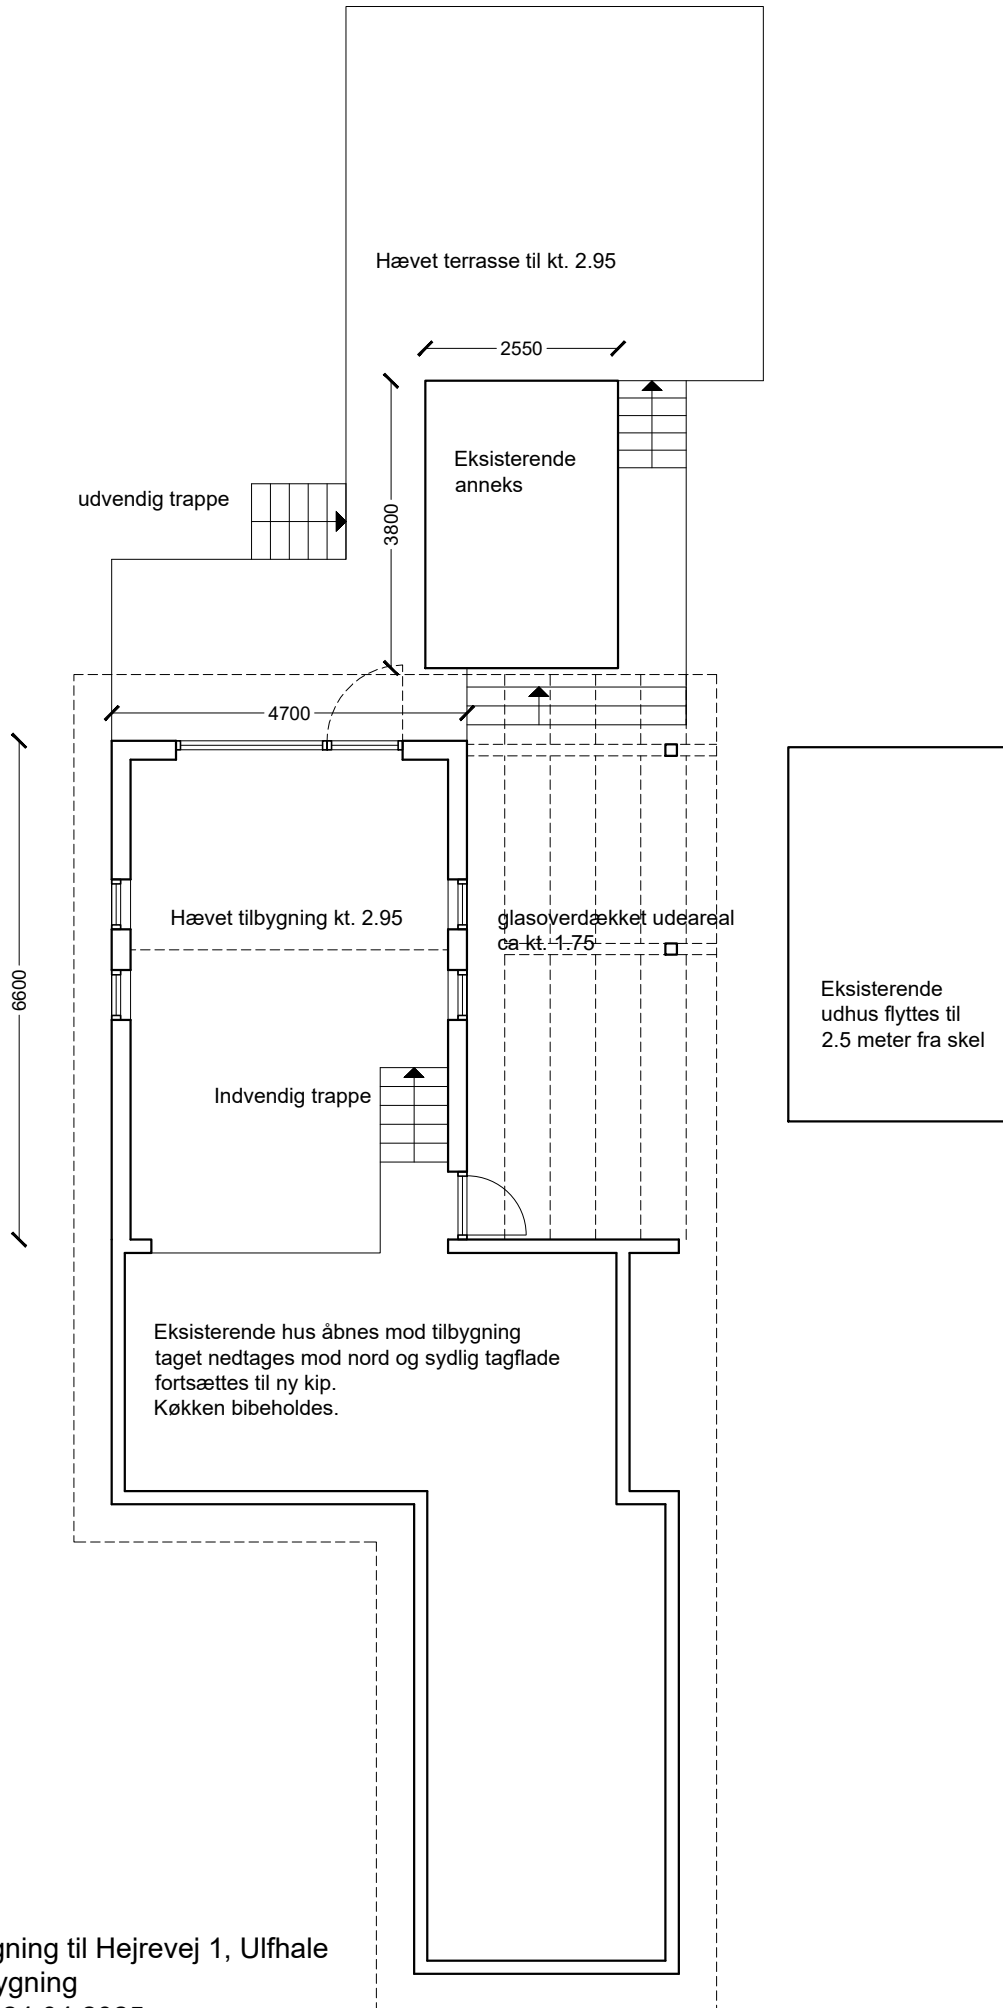 Hævet terrasse til kt. 2.95
2550
Eksisterende
anneks
udvendig trappe
3800
4700
Hævet tilbygning kt. 2.95
glasoverdækket udeareal
ca kt. 1.75
6600
Eksisterende
udhus flyttes til
2.5 meter fra skel
Indvendig trappe
Eksisterende hus åbnes mod tilbygning
taget nedtages mod nord og sydlig tagflade
fortsættes til ny kip.
Køkken bibeholdes.
til Hejrevej 1, Ulfhale